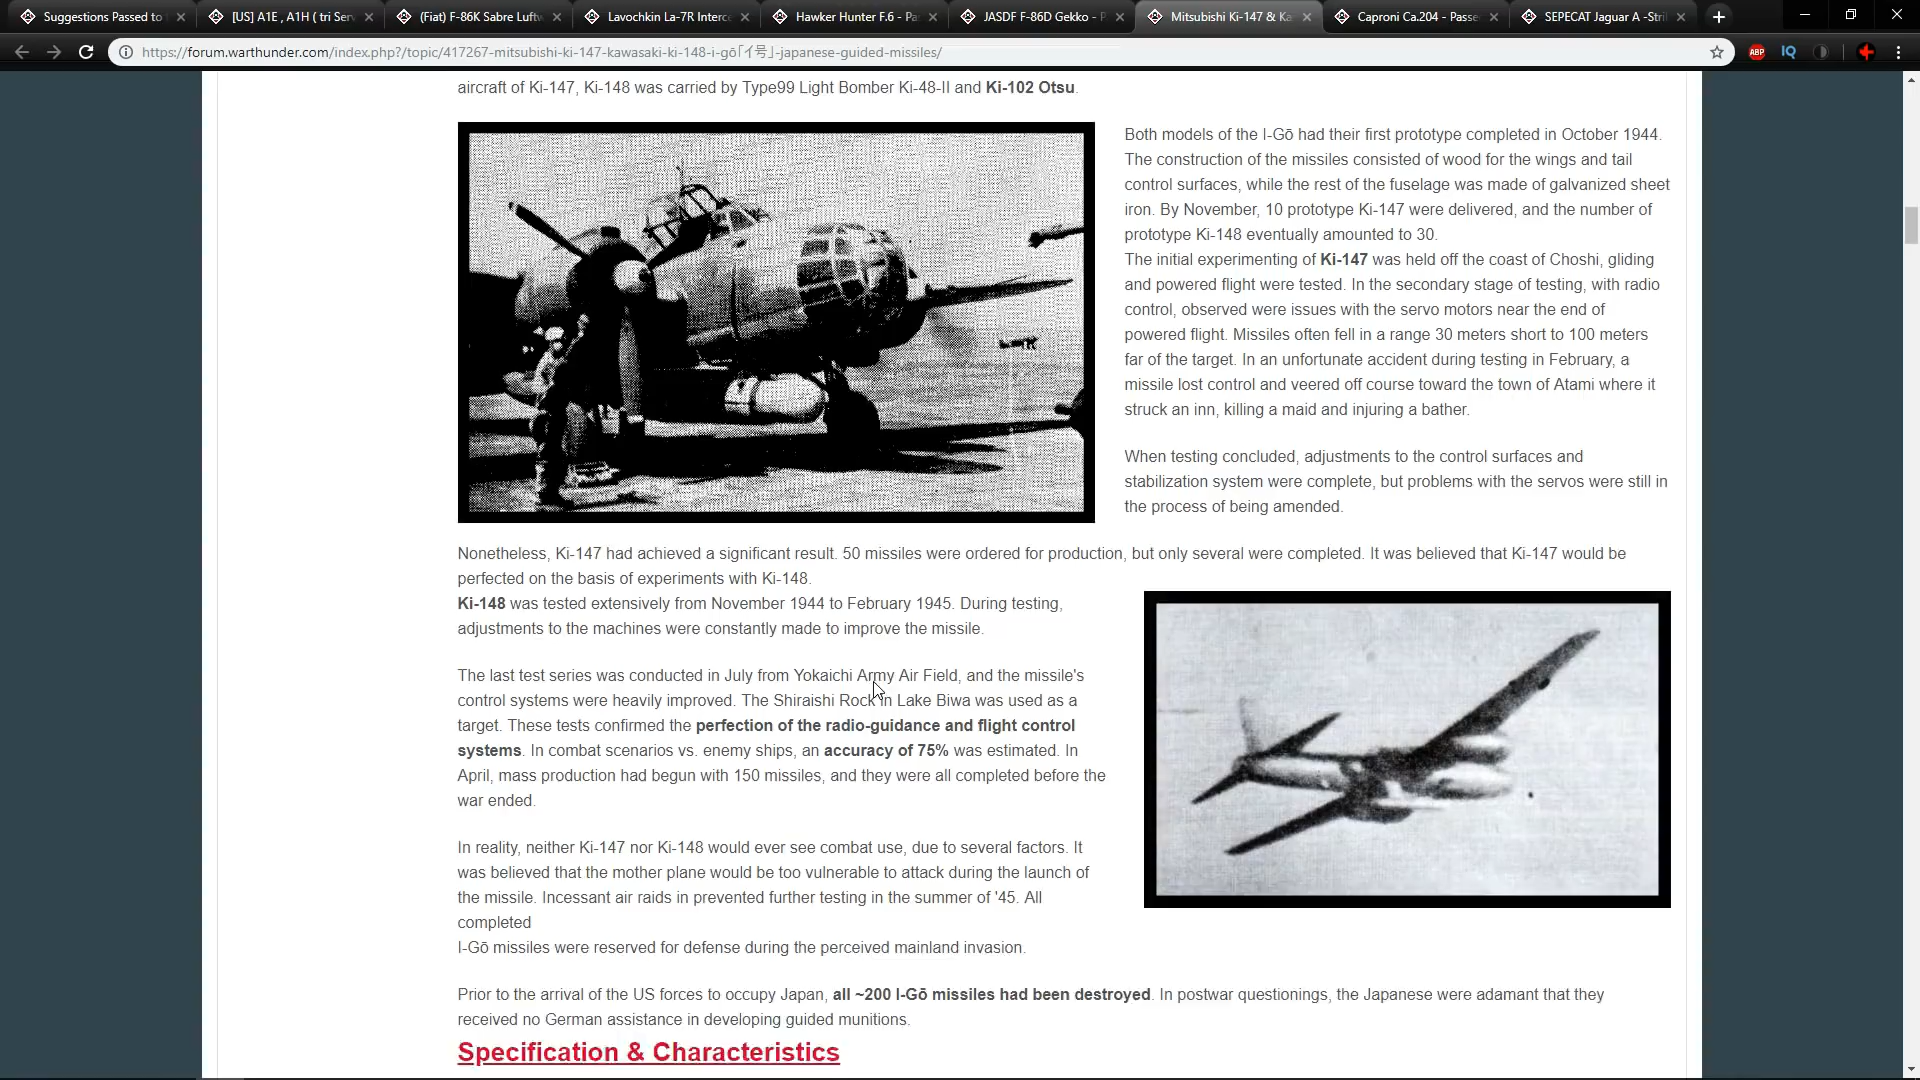 Suggestions Passed to
[US] A1E , A1H ( tri Serv
(Fiat) F-86K Sabre Luftw
Lavochkin La-7R Interce
Hawker Hunter F.6 - Pa
JASDF F-86D Gekko - P
Mitsubishi Ki-147 & Ka
Caproni Ca.204 - Passe
SEPECAT Jaguar A -Stri
https://forum.warthunder.com/index.php?/topic/417267-mitsubishi-ki-147-kawasaki-ki-148-i-gō「イ号」-japanese-guided-missiles/
ABP
IQ
aircraft of Ki-147, Ki-148 was carried by Type99 Light Bomber Ki-48-II and Ki-102 Otsu.
Both models of the I-Gō had their first prototype completed in October 1944.
The construction of the missiles consisted of wood for the wings and tail
control surfaces, while the rest of the fuselage was made of galvanized sheet
iron. By November, 10 prototype Ki-147 were delivered, and the number of
prototype Ki-148 eventually amounted to 30.
The initial experimenting of Ki-147 was held off the coast of Choshi, gliding
and powered flight were tested. In the secondary stage of testing, with radio
control, observed were issues with the servo motors near the end of
powered flight. Missiles often fell in a range 30 meters short to 100 meters
far of the target. In an unfortunate accident during testing in February, a
missile lost control and veered off course toward the town of Atami where it
struck an inn, killing a maid and injuring a bather.
When testing concluded, adjustments to the control surfaces and
stabilization system were complete, but problems with the servos were still in
the process of being amended.
Nonetheless, Ki-147 had achieved a significant result. 50 missiles were ordered for production, but only several were completed. It was believed that Ki-147 would be
perfected on the basis of experiments with Ki-148.
Ki-148 was tested extensively from November 1944 to February 1945. During testing,
adjustments to the machines were constantly made to improve the missile.
The last test series was conducted in July from Yokaichi Army Air Field, and the missile's
control systems were heavily improved. The Shiraishi Rock in Lake Biwa was used as a
target. These tests confirmed the perfection of the radio-guidance and flight control
systems. In combat scenarios vs. enemy ships, an accuracy of 75% was estimated. In
April, mass production had begun with 150 missiles, and they were all completed before the
war ended.
In reality, neither Ki-147 nor Ki-148 would ever see combat use, due to several factors. It
was believed that the mother plane would be too vulnerable to attack during the launch of
the missile. Incessant air raids in prevented further testing in the summer of '45. All
completed
I-Gō missiles were reserved for defense during the perceived mainland invasion.
Prior to the arrival of the US forces to occupy Japan, all ~200 I-Gō missiles had been destroyed. In postwar questionings, the Japanese were adamant that they
received no German assistance in developing guided munitions.
Specification & Characteristics